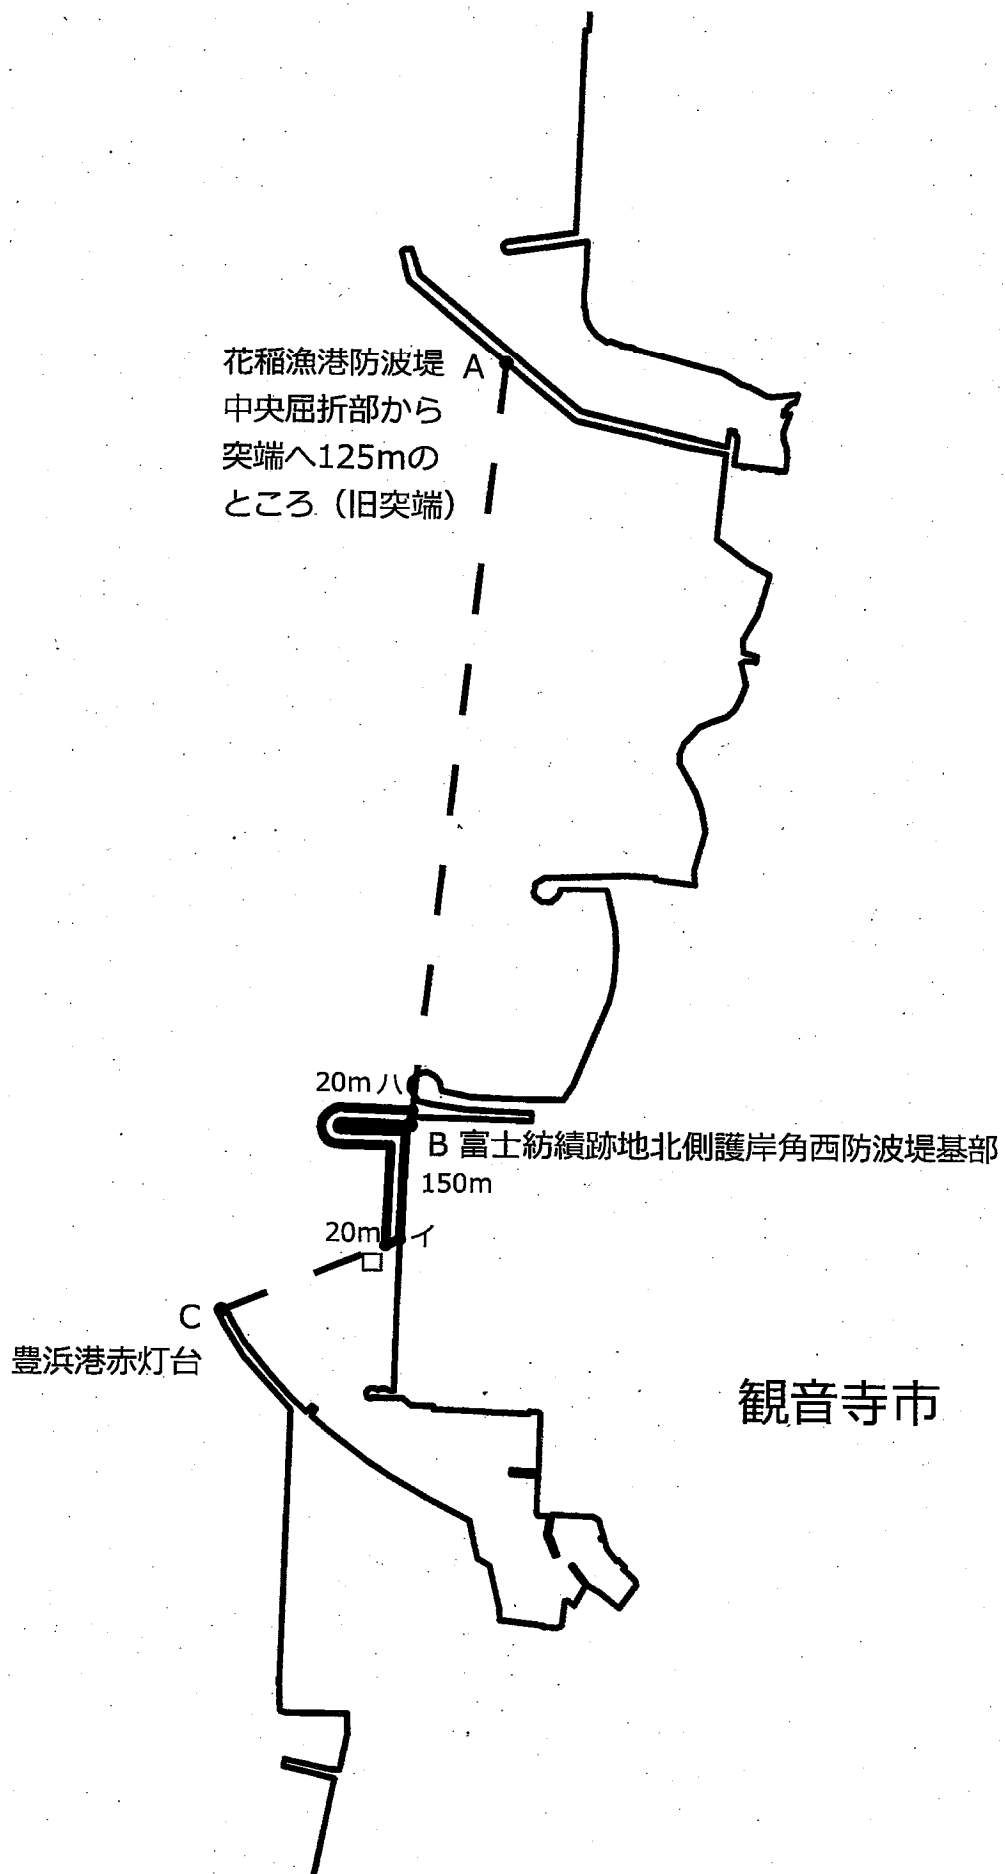 花稲漁港防波堤 A
中央屈折部から
突端へ125mの
ところ（旧突端）
20m ハ
B 富士紡績跡地北側護岸角西防波堤基部
150m
20m イ
ロ
C
豊浜港赤灯台
観音寺市